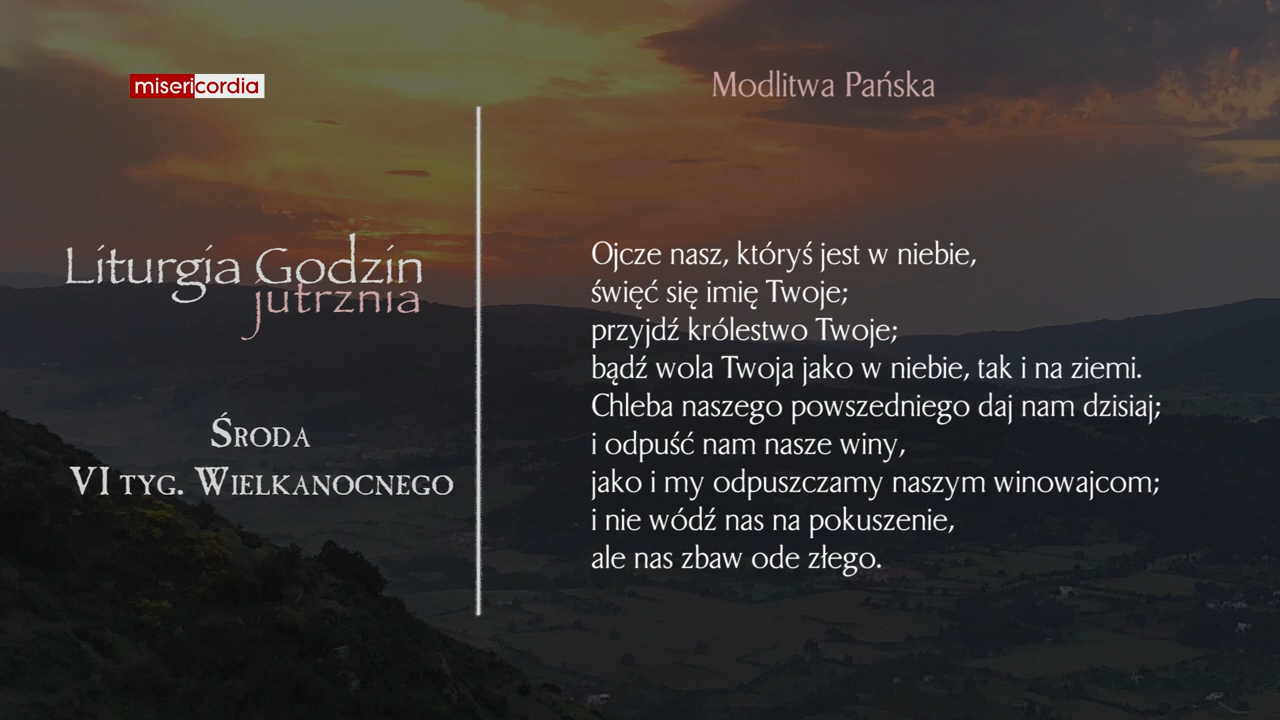 misericordia
Modlitwa Pańska
Liturgia Godzin
jutrznia
Środa
VI tyg. Wielkanocnego
Ojcze nasz, któryś jest w niebie,
święć się imię Twoje;
przyjdź królestwo Twoje;
bądź wola Twoja jako w niebie, tak i na ziemi.
Chleba naszego powszedniego daj nam dzisiaj;
i odpuść nam nasze winy,
jako i my odpuszczamy naszym winowajcom;
i nie wódź nas na pokuszenie,
ale nas zbaw ode złego.